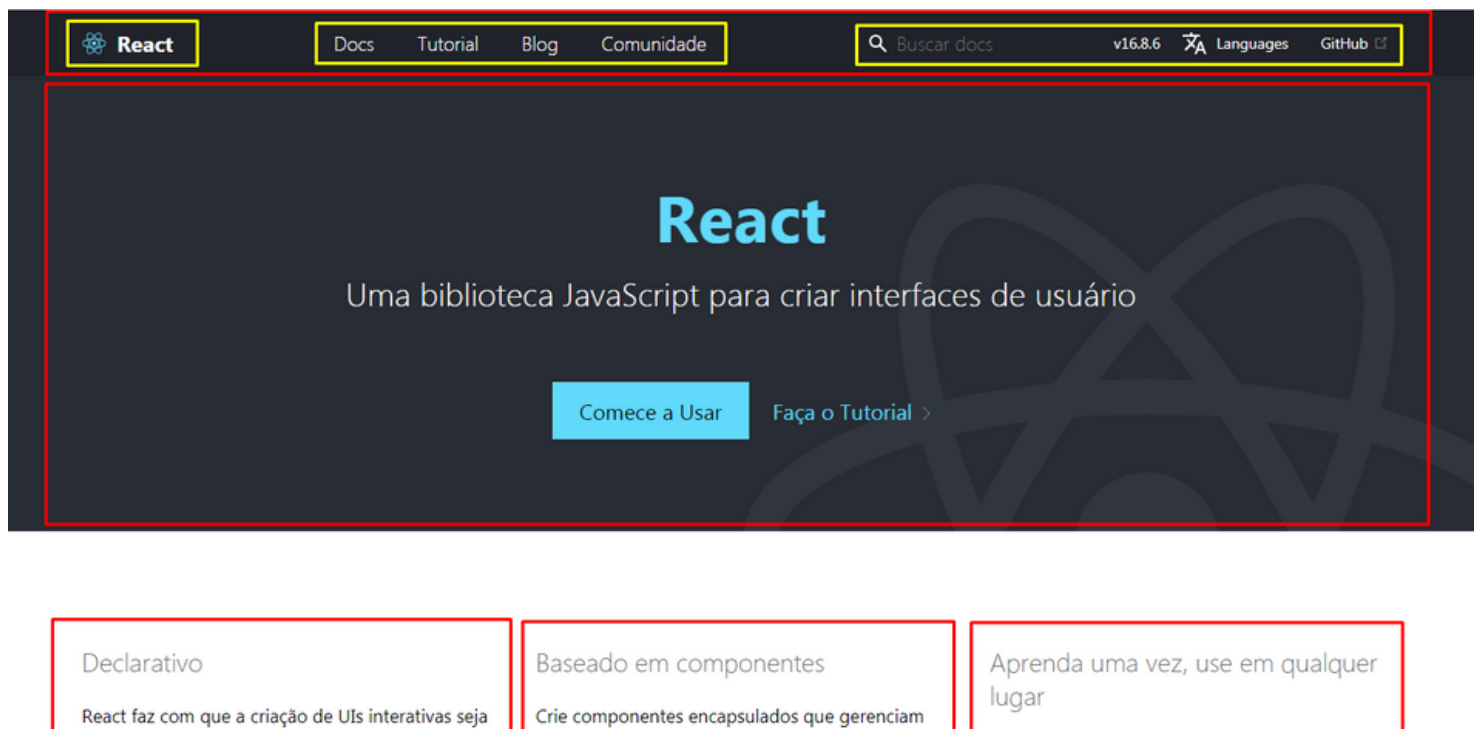 React Docs Tutorial Blog Comunidade Buscar docs v16.8.6 Languages GitHub
React
Uma biblioteca JavaScript para criar interfaces de usuário
Comece a Usar Faça o Tutorial
Declarativo
React faz com que a criação de UIs interativas seja
Baseado em componentes
Crie componentes encapsulados que gerenciam
Aprenda uma vez, use em qualquer
lugar